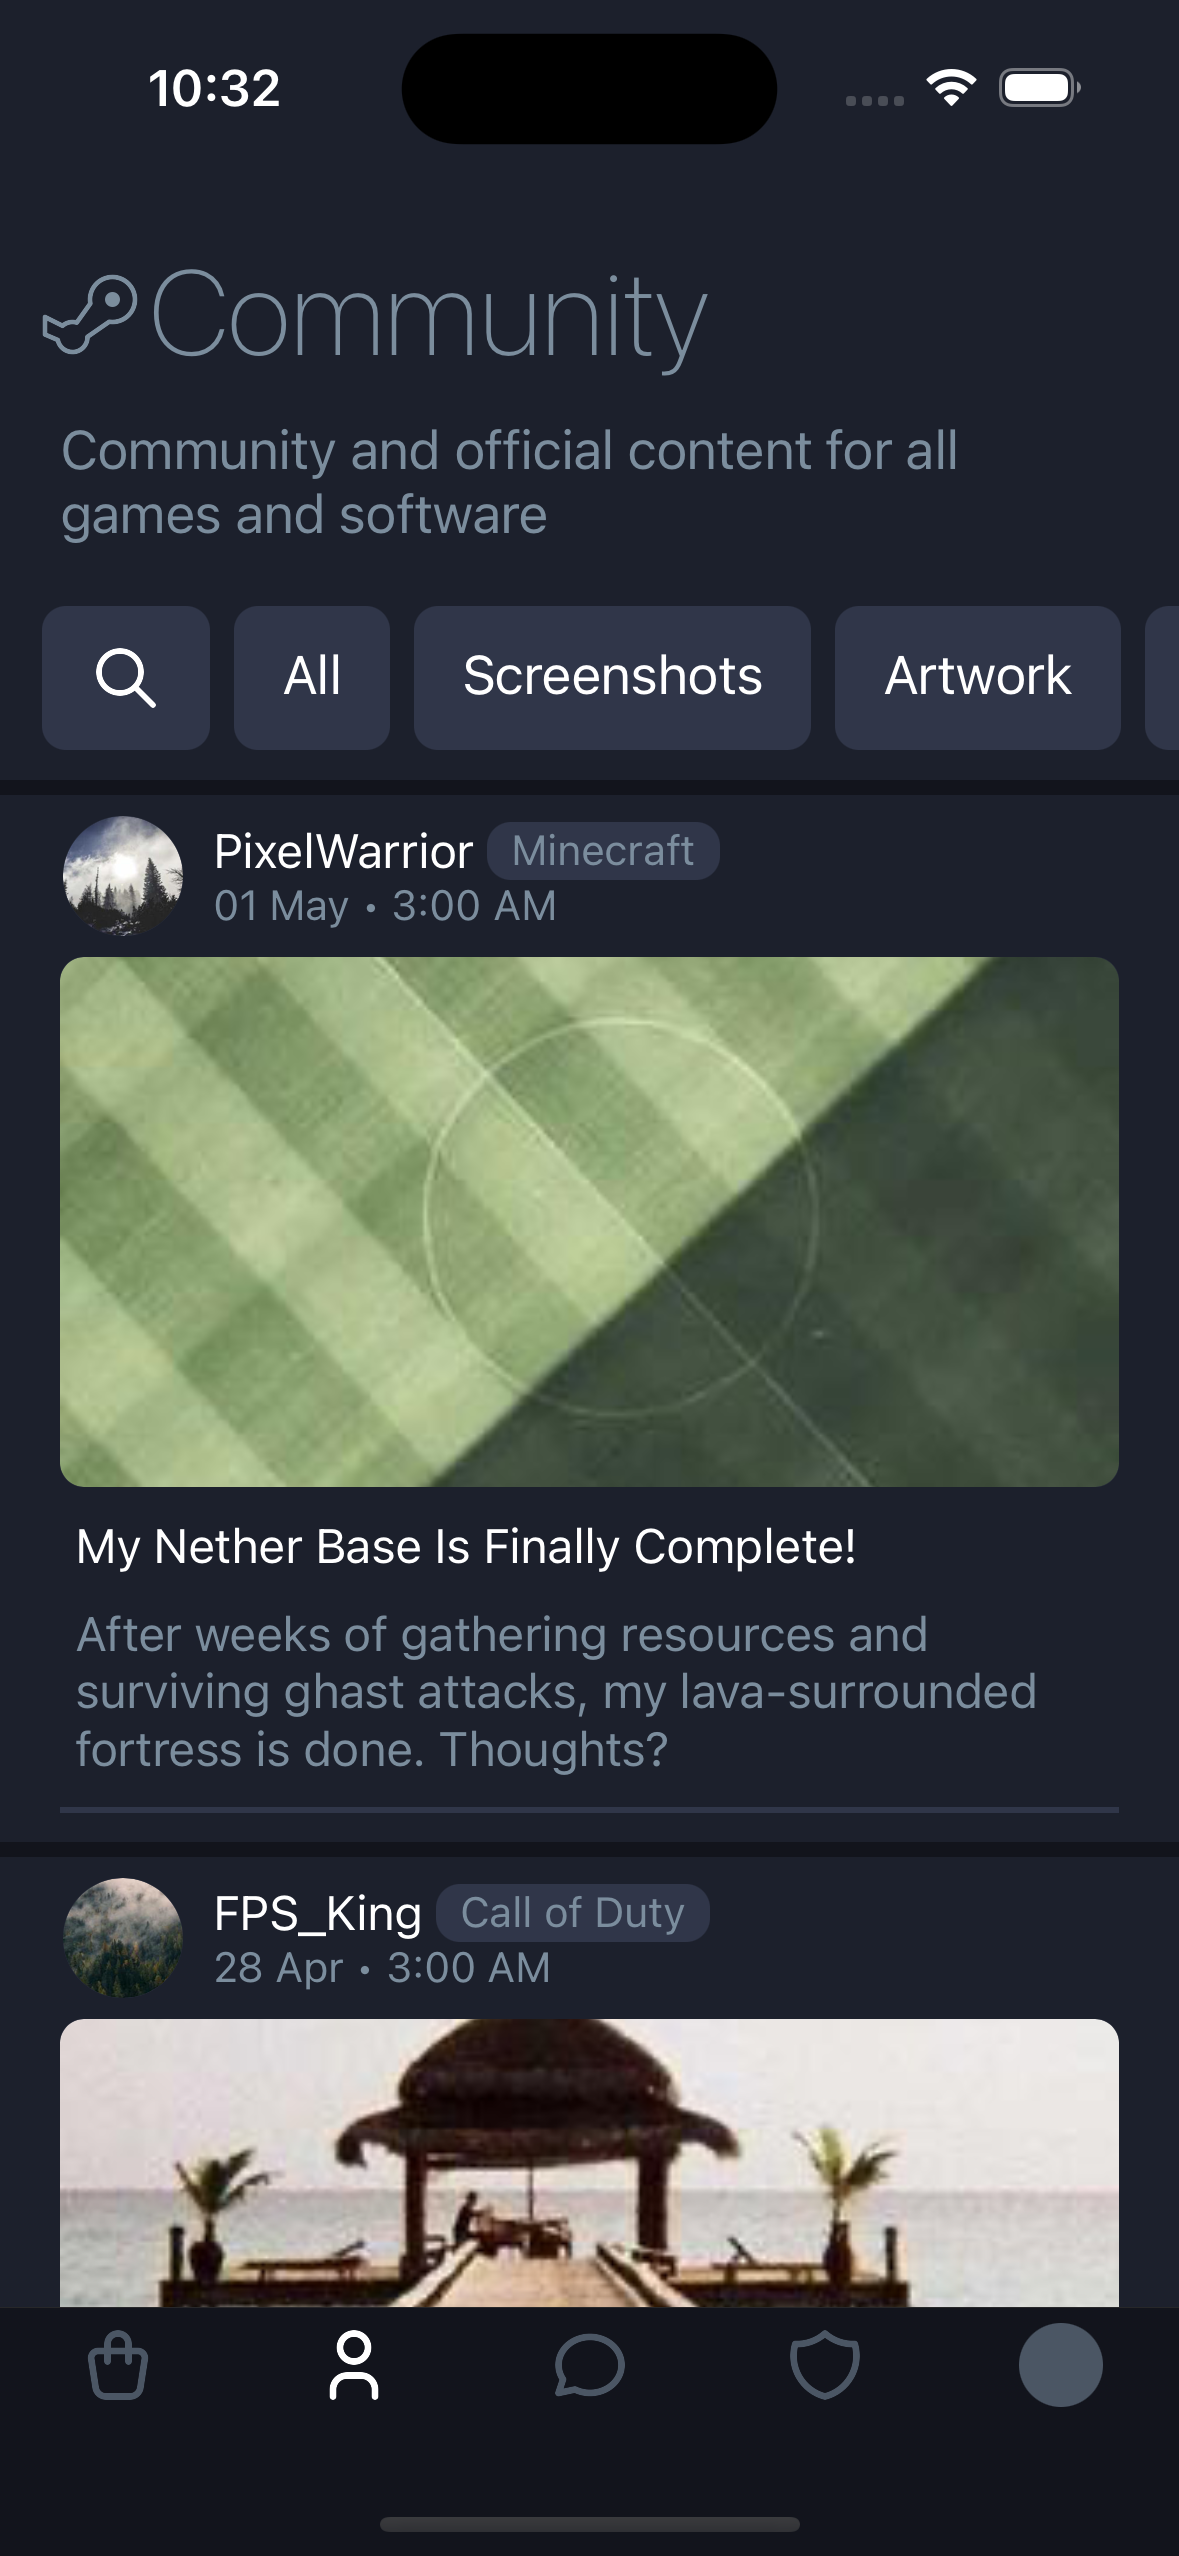 10:32
Community
Community and official content for all
games and software
All
Screenshots
Artwork
PixelWarrior
Minecraft
01 May • 3:00 AM
My Nether Base Is Finally Complete!
After weeks of gathering resources and
surviving ghast attacks, my lava-surrounded
fortress is done. Thoughts?
FPS_King
Call of Duty
28 Apr • 3:00 AM